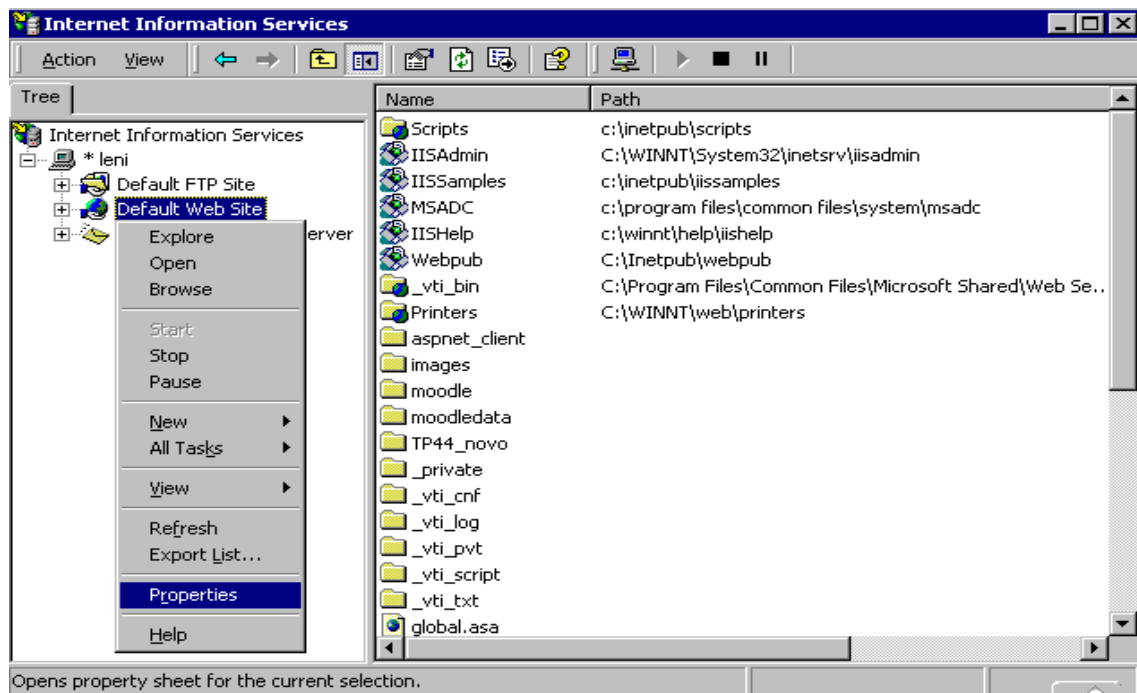 Internet Information Services
Action View
Tree
Name Path
Internet Information Services
* leni
Default FTP Site
Default Web Site
erver
Explore
Open
Browse
Start
Stop
Pause
New
All Tasks
View
Refresh
Export List...
Properties
Help
Scripts c:\inetpub\scripts
IISAdmin C:\WINNT\System32\inetsrv\iisadmin
IISSamples c:\inetpub\iissamples
MSADC c:\program files\common files\system\msadc
IISHelp c:\winnt\help\iishelp
Webpub C:\Inetpub\webpub
_vti_bin C:\Program Files\Common Files\Microsoft Shared\Web Se..
Printers C:\WINNT\web\printers
aspnet_client
images
moodle
moodledata
TP44_novo
_private
_vti_cnf
_vti_log
_vti_pvt
_vti_script
_vti_txt
global.asa
Opens property sheet for the current selection.